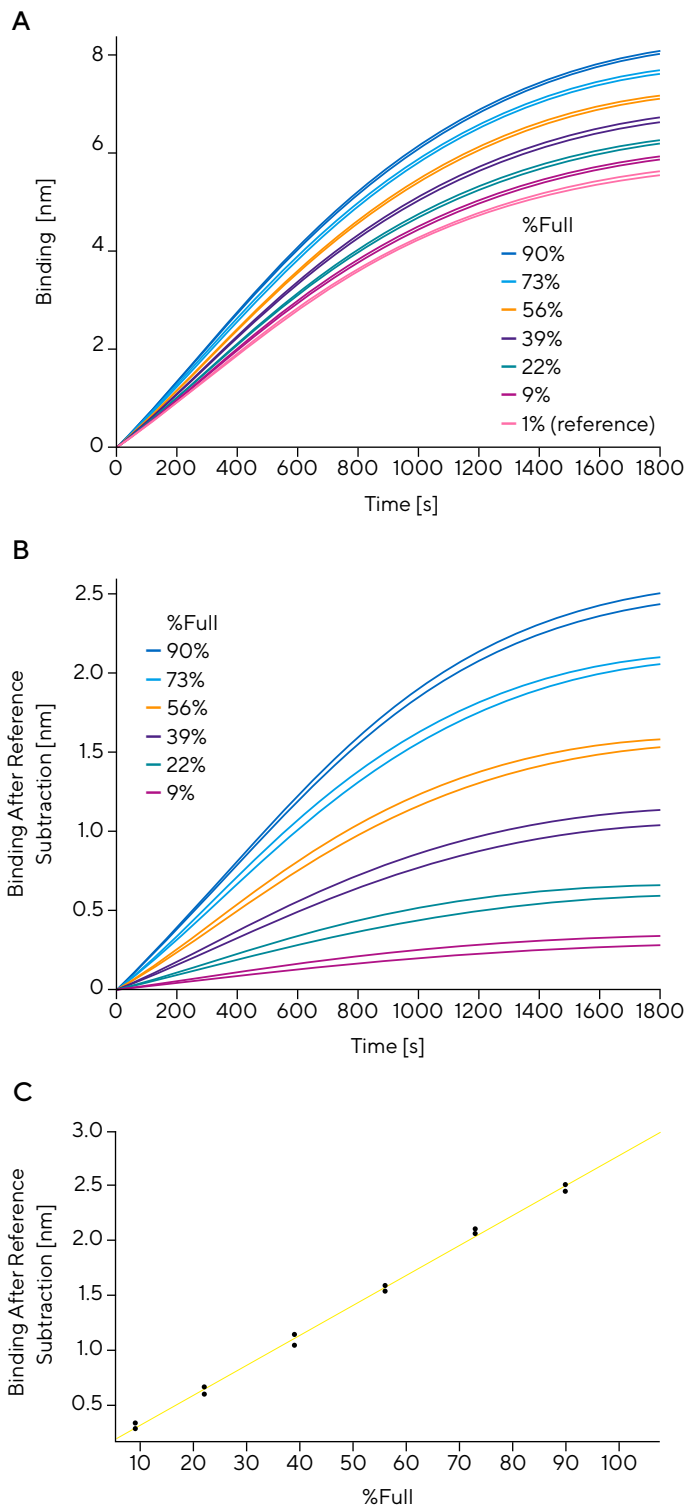 A
8
6
4
2
0
Binding [nm]
%Full
90%
73%
56%
39%
22%
9%
1% (reference)
0 200 400 600 800 1000 1200 1400 1600 1800
Time [s]
B
2.5
2.0
1.5
1.0
0.5
0
Binding After Reference
Subtraction [nm]
%Full
90%
73%
56%
39%
22%
9%
0 200 400 600 800 1000 1200 1400 1600 1800
Time [s]
C
3.0
2.5
2.0
1.5
1.0
0.5
Binding After Reference
Subtraction [nm]
10 20 30 40 50 60 70 80 90 100
%Full